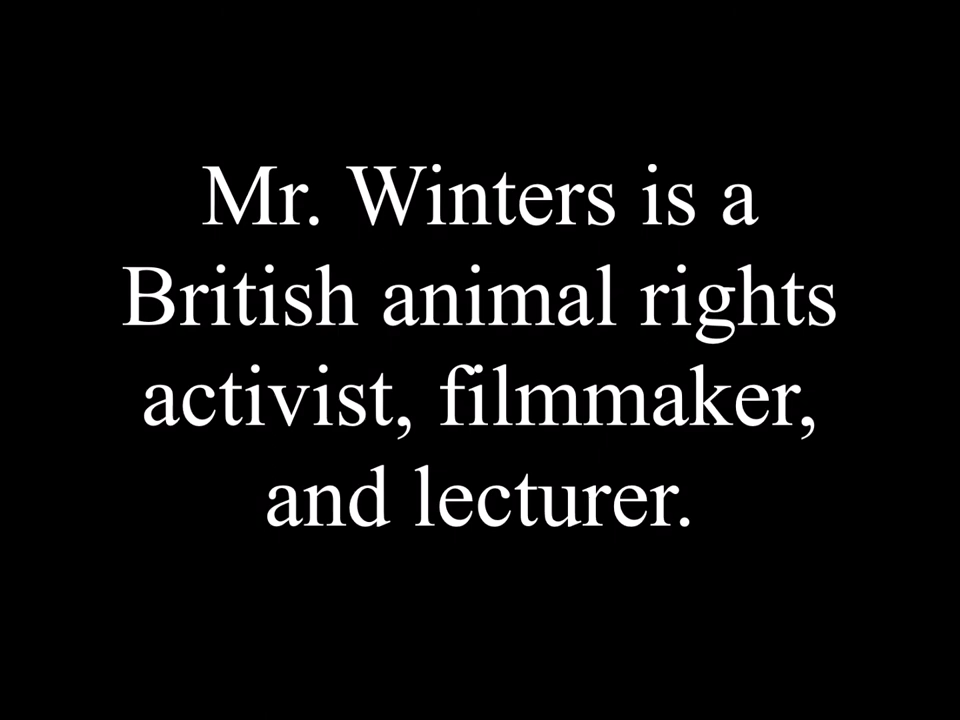 Mr. Winters is a
British animal rights
activist, filmmaker,
and lecturer.